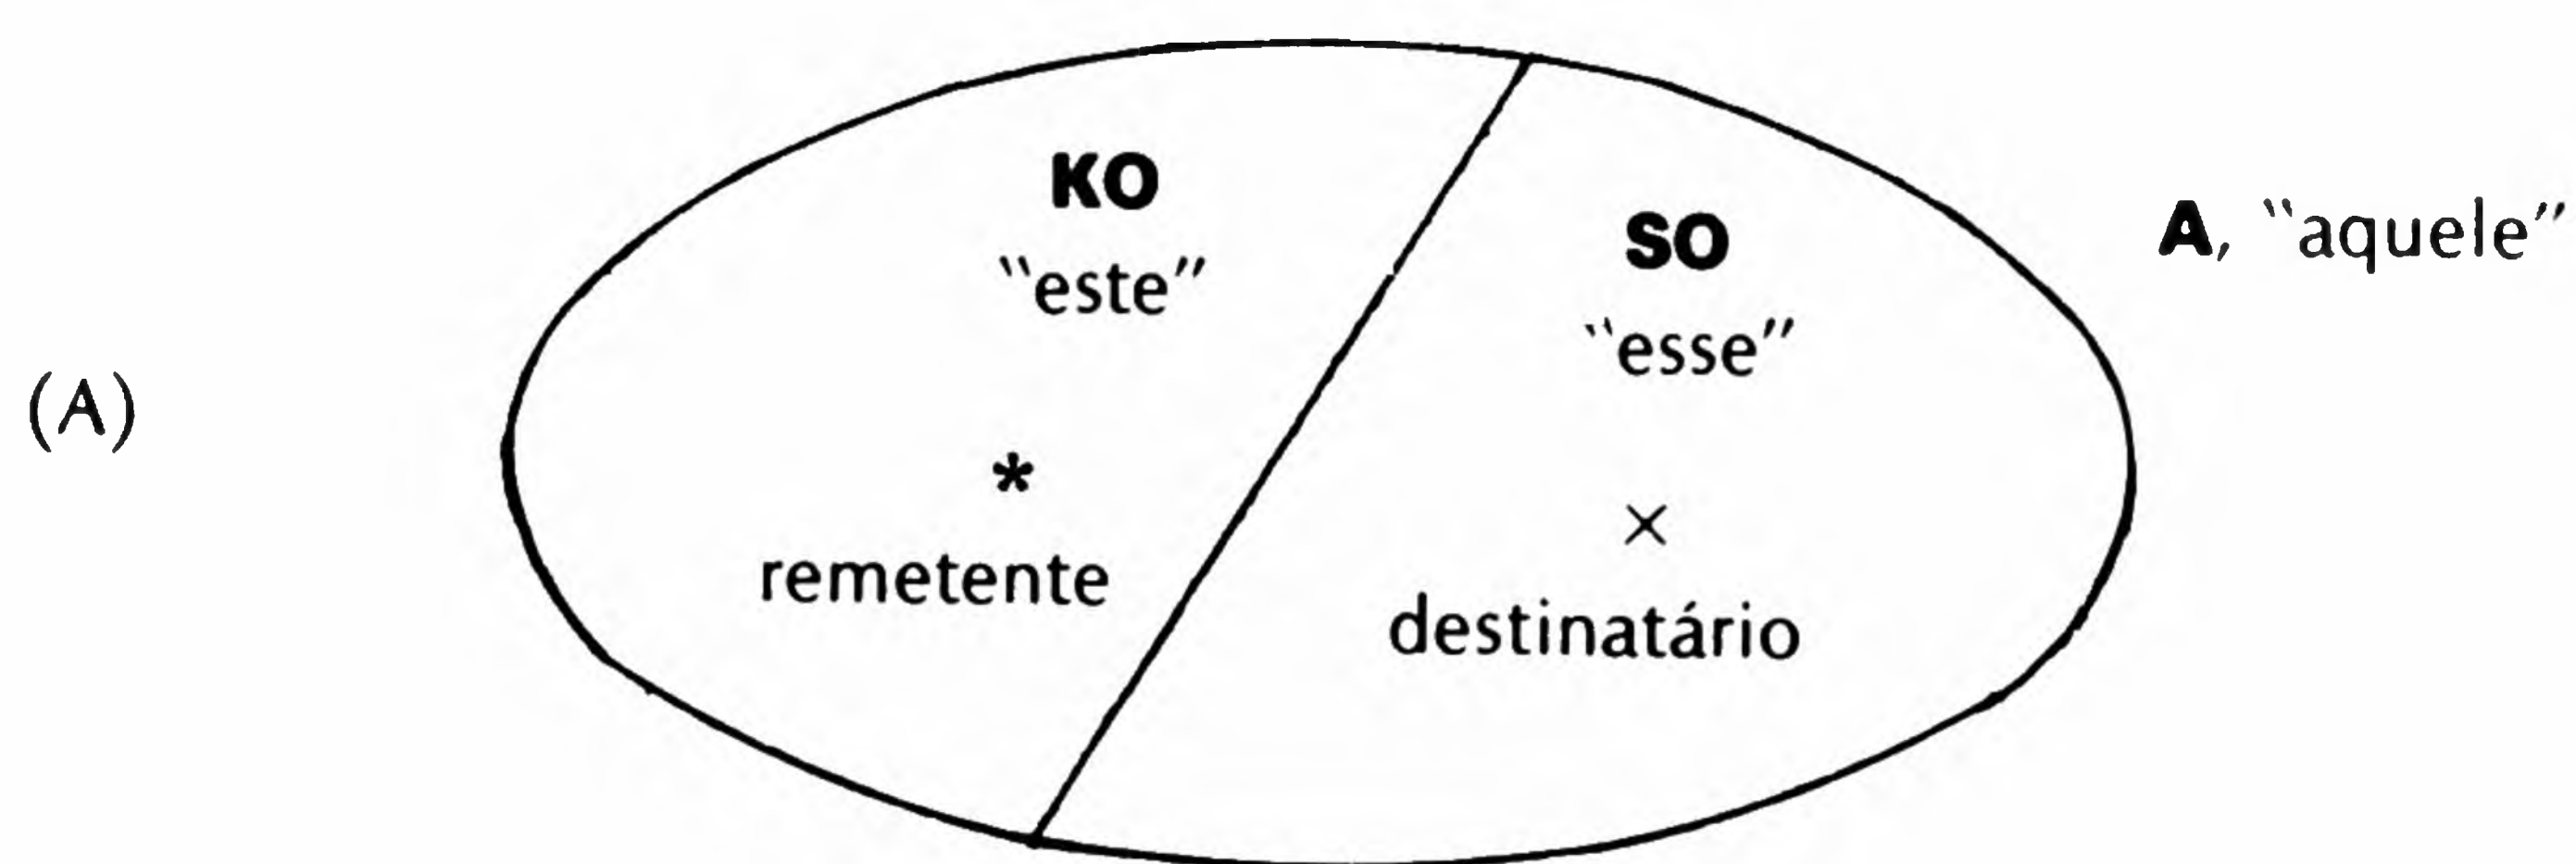 (A)
KO
"este"
*
remetente
SO
"esse"
×
destinatário
A, "aquele"